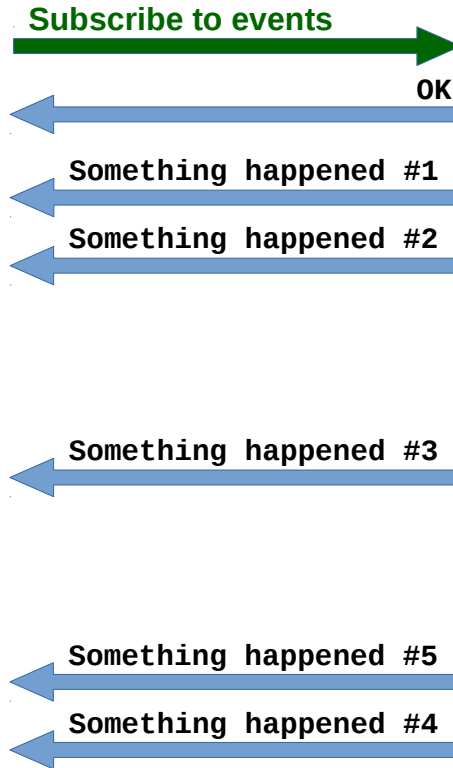 Subscribe to events
OK
Something happened #1
Something happened #2
Something happened #3
Something happened #5
Something happened #4